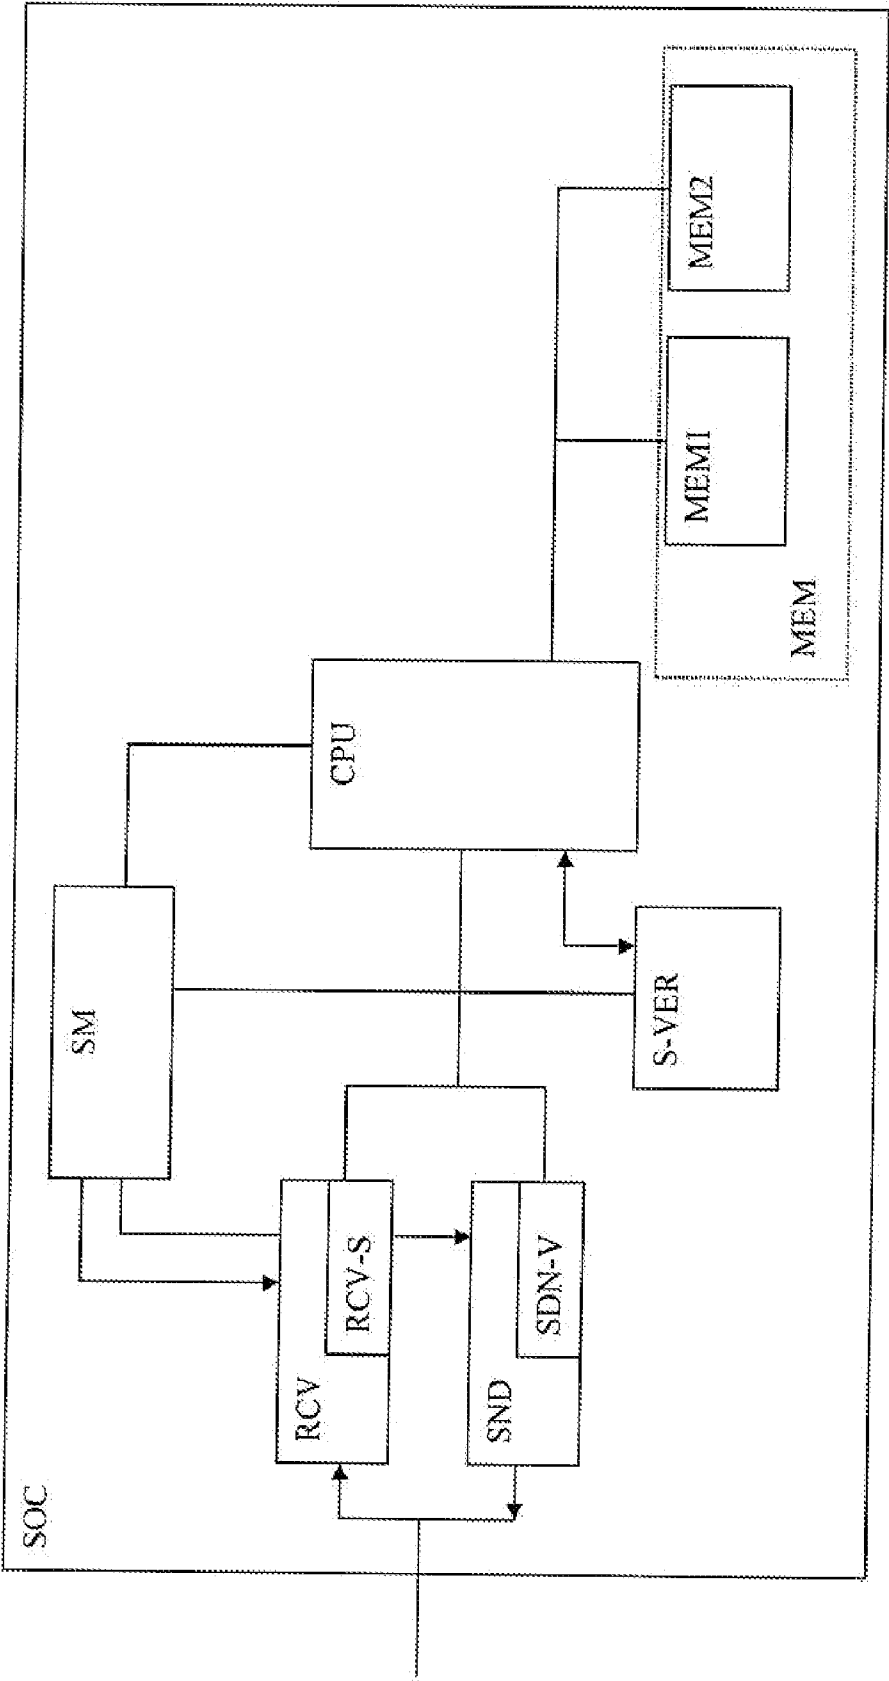 SOC
SM
RCV
RCV-S
SND
SDN-V
CPU
S-VER
MEM1
MEM2
MEM